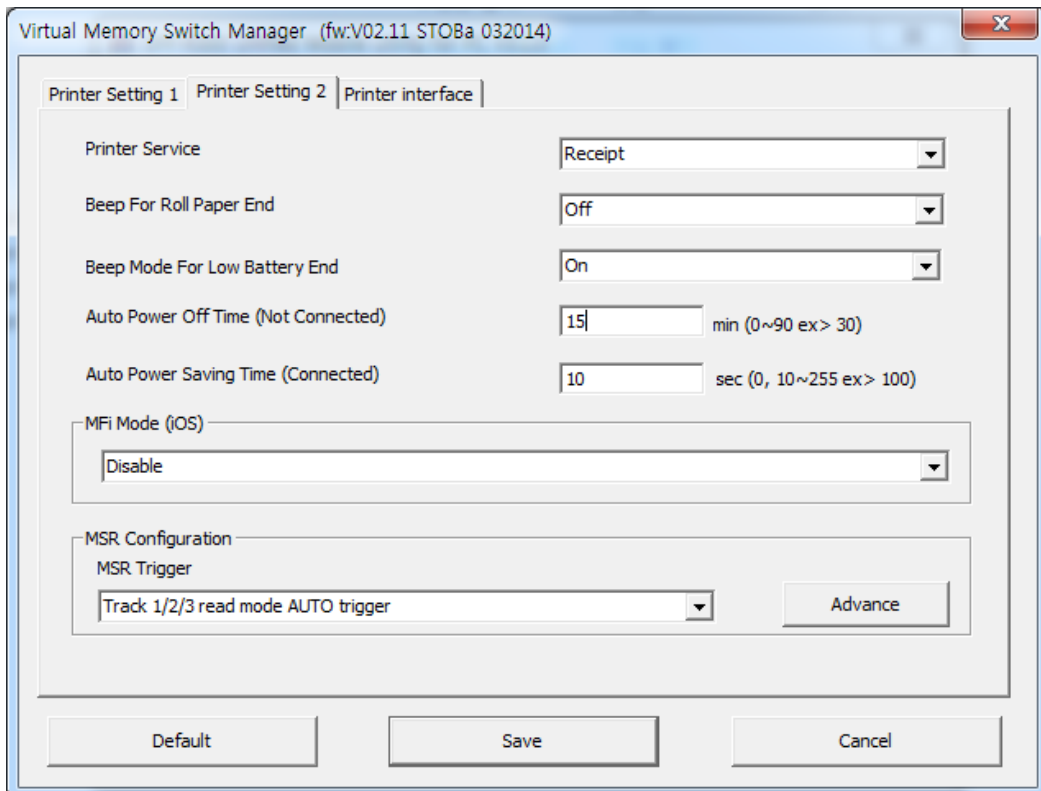 Virtual Memory Switch Manager (fw:V02.11 STOBa 032014)
Printer Setting 1 Printer Setting 2 Printer interface
Printer Service Receipt
Beep For Roll Paper End Off
Beep Mode For Low Battery End On
Auto Power Off Time (Not Connected) 15 min (0~90 ex> 30)
Auto Power Saving Time (Connected) 10 sec (0, 10~255 ex> 100)
MFi Mode (iOS)
Disable
MSR Configuration
MSR Trigger
Track 1/2/3 read mode AUTO trigger Advance
Default Save Cancel